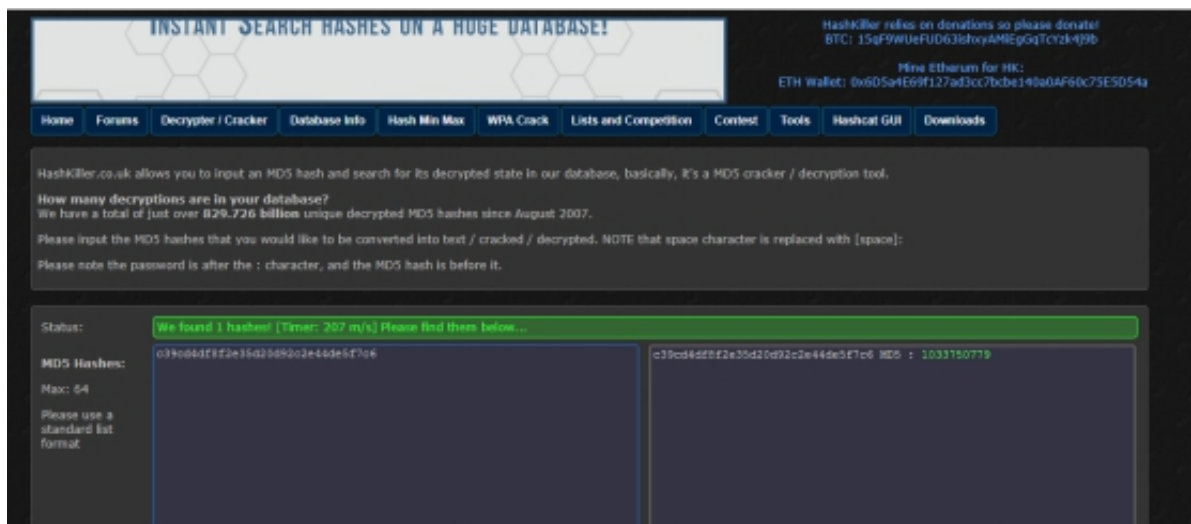 INSTANT SEARCH HASHES ON A HUGE DATABASE!
HashKiller relies on donations so please donate!
Mine Etherum for HK:
Home Forums Decrypter / Cracker Database Info Hash Min Max WPA Crack Lists and Competition Contest Tools Hashcat GUI Downloads
HashKiller.co.uk allows you to input an MD5 hash and search for its decrypted state in our database, basically, it's a MD5 cracker / decryption tool.
How many decryptions are in your database?
We have a total of just over 829.726 billion unique decrypted MD5 hashes since August 2007.
Please input the MD5 hashes that you would like to be converted into text / cracked / decrypted. NOTE that space character is replaced with [space]:
Please note the password is after the : character, and the MD5 hash is before it.
Status:
We found 1 hashes! [Timer: 207 m/s] Please find them below...
MD5 Hashes:
Max: 64
Please use a
standard list
format
c39cd4df8f2e35d20d92c2e44de5f7c6
c39cd4df8f2e35d20d92c2e44de5f7c6 MD5 : 1033750779